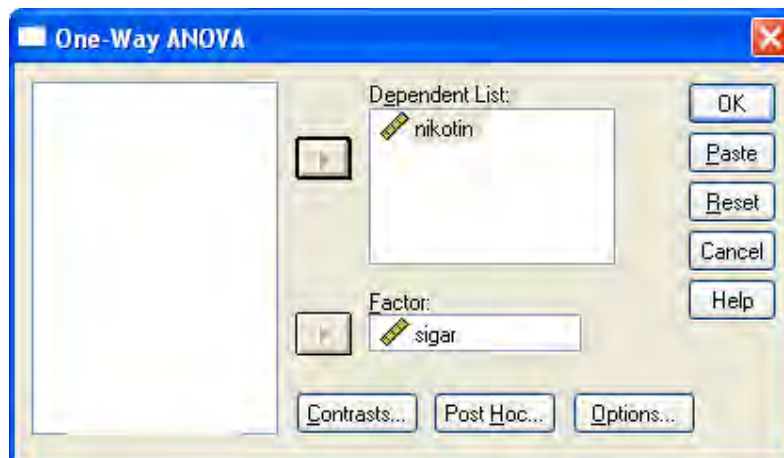 One-Way ANOVA
Dependent List:
nikotin
Factor:
sigar
OK
Paste
Reset
Cancel
Help
Contrasts...
Post Hoc...
Options...